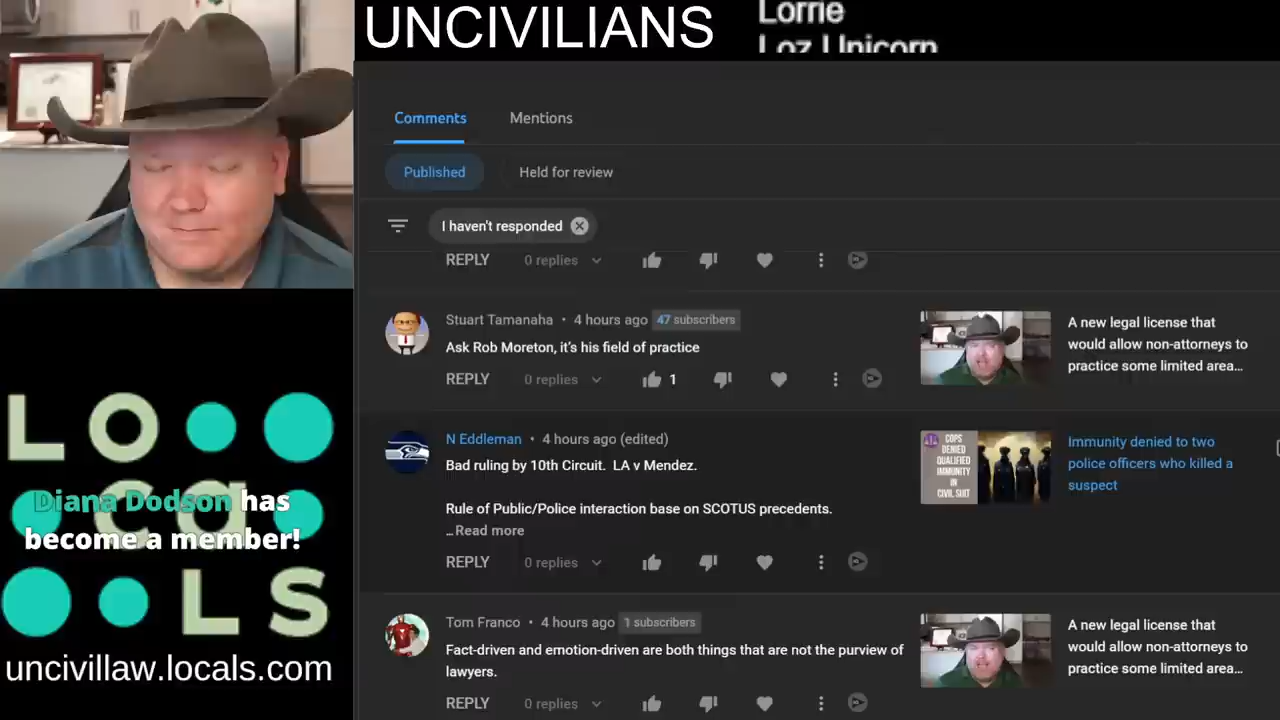 UNCIVILIANS
Lorrie
Loz Unicorn
Comments
Mentions
Published
Held for review
I haven't responded
REPLY
0 replies
Stuart Tamanaha • 4 hours ago 47 subscribers
Ask Rob Moreton, it's his field of practice
REPLY
0 replies
1
A new legal license that
would allow non-attorneys to
practice some limited area...
N Eddleman • 4 hours ago (edited)
Bad ruling by 10th Circuit. LA v Mendez.
Rule of Public/Police interaction base on SCOTUS precedents.
...Read more
REPLY
0 replies
COPS
DENIED
QUALIFIED
IMMUNITY
IN
CIVIL SUIT
Immunity denied to two
police officers who killed a
suspect
Tom Franco • 4 hours ago 1 subscribers
Fact-driven and emotion-driven are both things that are not the purview of
lawyers.
REPLY
0 replies
A new legal license that
would allow non-attorneys to
practice some limited area...
LOcaLS
Diana Dodson has
become a member!
uncivillaw.locals.com